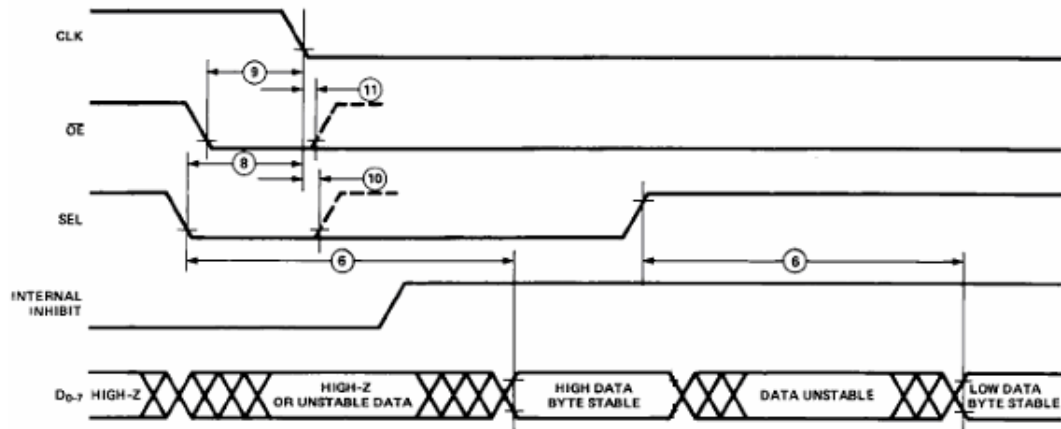 CLK
9
11
OE
8
10
SEL
6
6
INTERNAL
INHIBIT
D0-7 HIGH-Z
HIGH-Z
OR UNSTABLE DATA
HIGH DATA
BYTE STABLE
DATA UNSTABLE
LOW DATA
BYTE STABLE